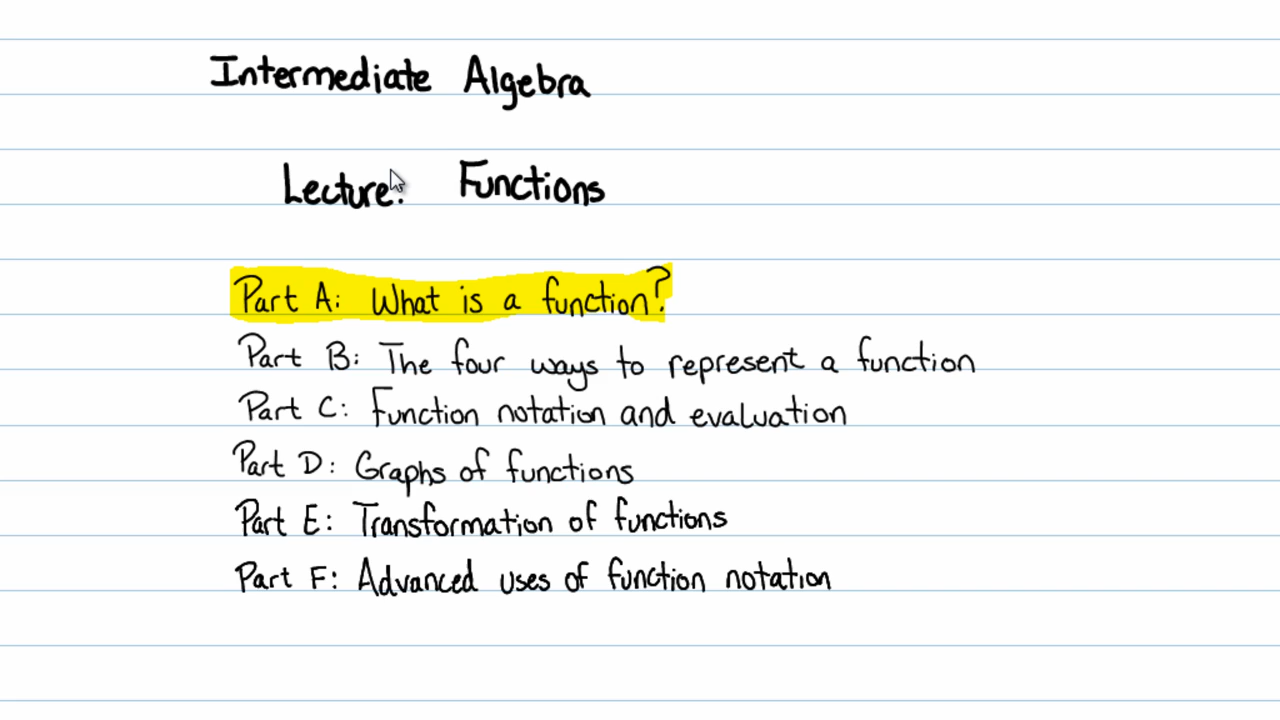 Intermediate Algebra
Lecture: Functions
Part A: What is a function?
Part B: The four ways to represent a function
Part C: Function notation and evaluation
Part D: Graphs of functions
Part E: Transformation of functions
Part F: Advanced uses of function notation